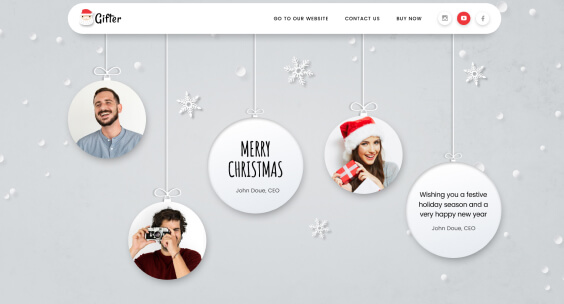 Gifter
GO TO OUR WEBSITE
CONTACT US
BUY NOW
MERRY
CHRISTMAS
John Doue, CEO
Wishing you a festive
holiday season and a
very happy new year
John Doue, CEO